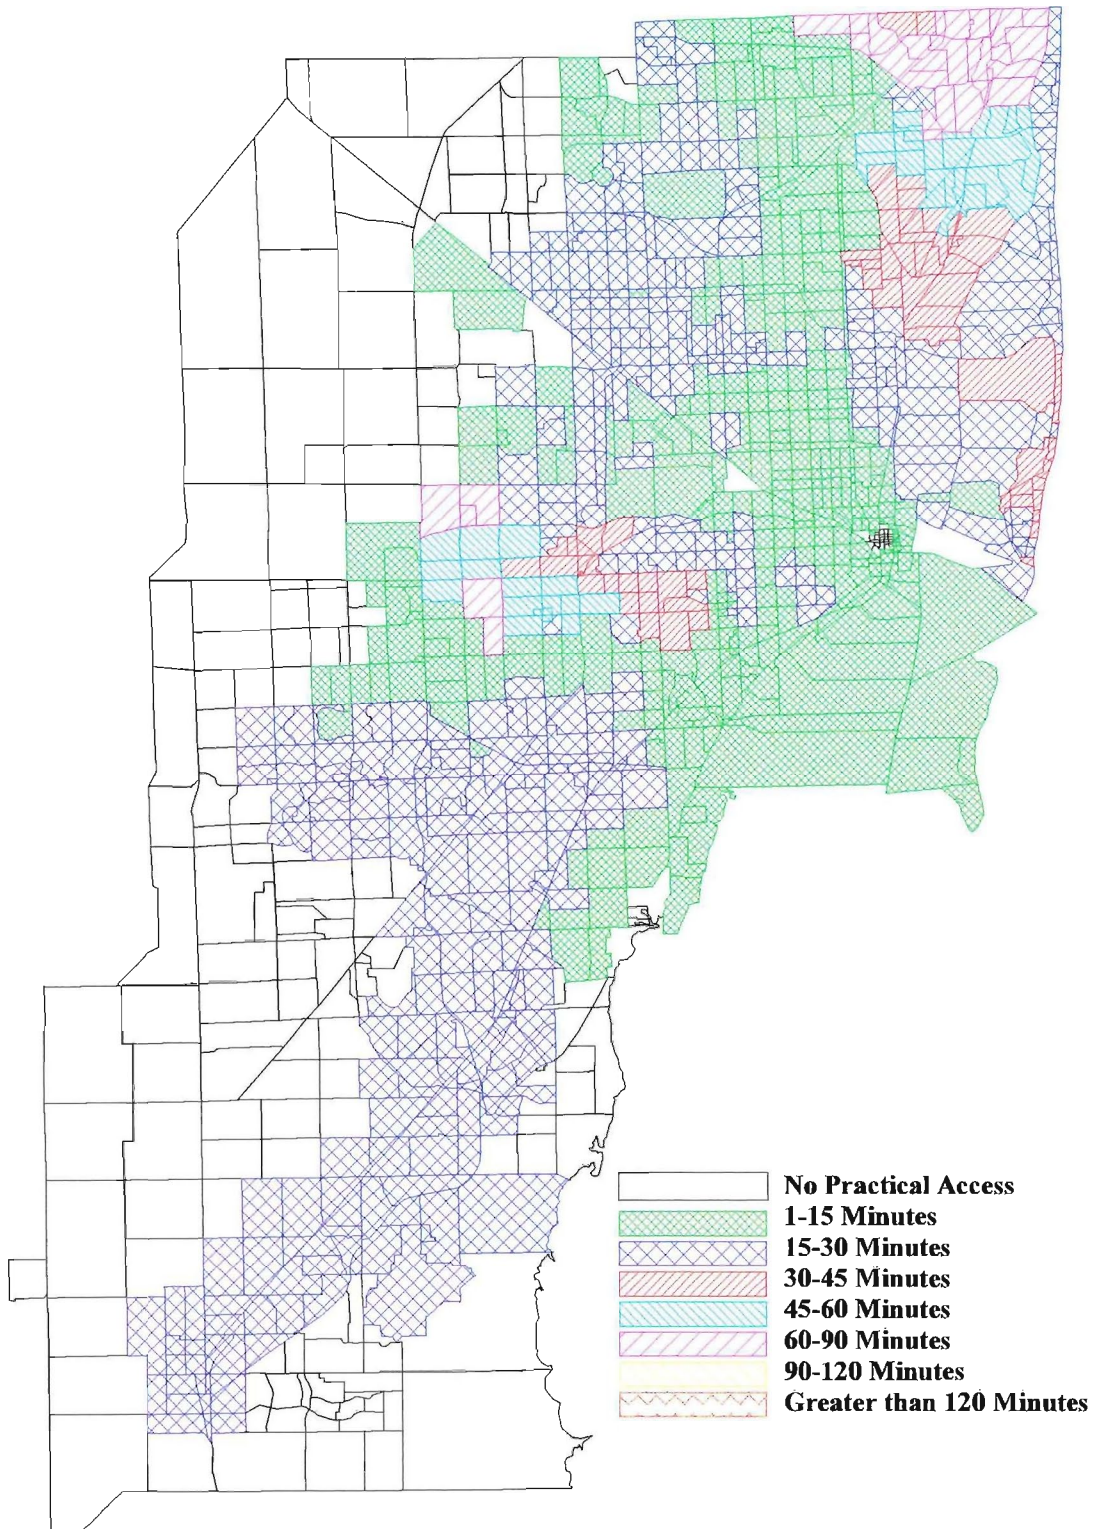 No Practical Access
1-15 Minutes
15-30 Minutes
30-45 Minutes
45-60 Minutes
60-90 Minutes
90-120 Minutes
Greater than 120 Minutes